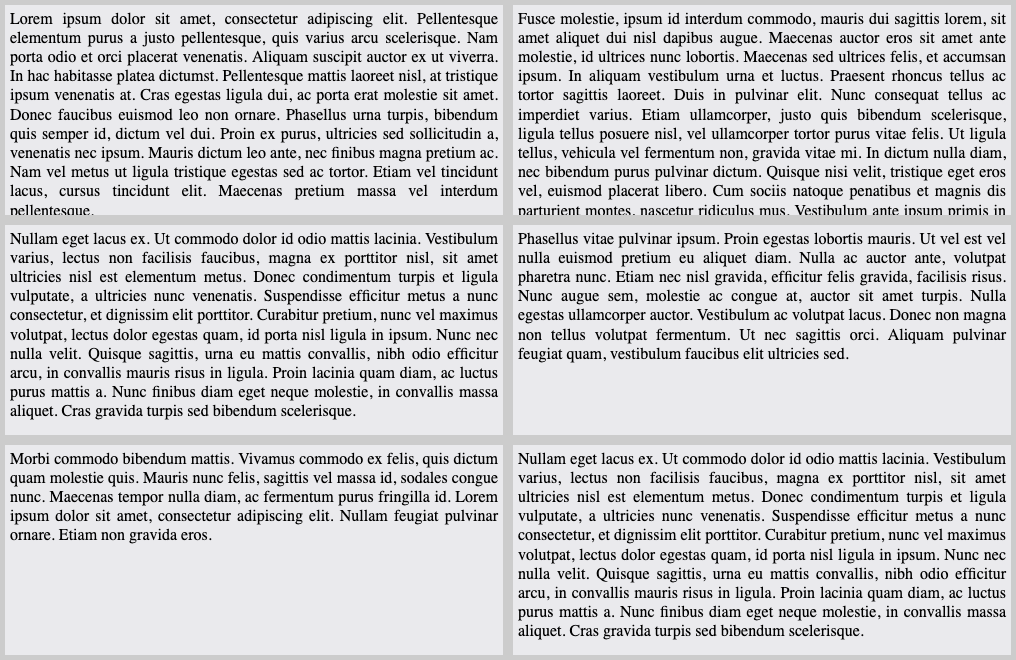 Lorem ipsum dolor sit amet, consectetur adipiscing elit. Pellentesque
elementum purus a justo pellentesque, quis varius arcu scelerisque. Nam
porta odio et orci placerat venenatis. Aliquam suscipit auctor ex ut viverra.
In hac habitasse platea dictumst. Pellentesque mattis laoreet nisl, at tristique
ipsum venenatis at. Cras egestas ligula dui, ac porta erat molestie sit amet.
Donec faucibus euismod leo non ornare. Phasellus urna turpis, bibendum
quis semper id, dictum vel dui. Proin ex purus, ultricies sed sollicitudin a,
venenatis nec ipsum. Mauris dictum leo ante, nec finibus magna pretium ac.
Nam vel metus ut ligula tristique egestas sed ac tortor. Etiam vel tincidunt
lacus, cursus tincidunt elit. Maecenas pretium massa vel interdum
pellentesque.
Fusce molestie, ipsum id interdum commodo, mauris dui sagittis lorem, sit
amet aliquet dui nisl dapibus augue. Maecenas auctor eros sit amet ante
molestie, id ultrices nunc lobortis. Maecenas sed ultrices felis, et accumsan
ipsum. In aliquam vestibulum urna et luctus. Praesent rhoncus tellus ac
tortor sagittis laoreet. Duis in pulvinar elit. Nunc consequat tellus ac
imperdiet varius. Etiam ullamcorper, justo quis bibendum scelerisque,
ligula tellus posuere nisl, vel ullamcorper tortor purus vitae felis. Ut ligula
tellus, vehicula vel fermentum non, gravida vitae mi. In dictum nulla diam,
nec bibendum purus pulvinar dictum. Quisque nisi velit, tristique eget eros
vel, euismod placerat libero. Cum sociis natoque penatibus et magnis dis
parturient montes, nascetur ridiculus mus. Vestibulum ante ipsum primis in
Nullam eget lacus ex. Ut commodo dolor id odio mattis lacinia. Vestibulum
varius, lectus non facilisis faucibus, magna ex porttitor nisl, sit amet
ultricies nisl est elementum metus. Donec condimentum turpis et ligula
vulputate, a ultricies nunc venenatis. Suspendisse efficitur metus a nunc
consectetur, et dignissim elit porttitor. Curabitur pretium, nunc vel maximus
volutpat, lectus dolor egestas quam, id porta nisl ligula in ipsum. Nunc nec
nulla velit. Quisque sagittis, urna eu mattis convallis, nibh odio efficitur
arcu, in convallis mauris risus in ligula. Proin lacinia quam diam, ac luctus
purus mattis a. Nunc finibus diam eget neque molestie, in convallis massa
aliquet. Cras gravida turpis sed bibendum scelerisque.
Phasellus vitae pulvinar ipsum. Proin egestas lobortis mauris. Ut vel est vel
nulla euismod pretium eu aliquet diam. Nulla ac auctor ante, volutpat
pharetra nunc. Etiam nec nisl gravida, efficitur felis gravida, facilisis risus.
Nunc augue sem, molestie ac congue at, auctor sit amet turpis. Nulla
egestas ullamcorper auctor. Vestibulum ac volutpat lacus. Donec non magna
non tellus volutpat fermentum. Ut nec sagittis orci. Aliquam pulvinar
feugiat quam, vestibulum faucibus elit ultricies sed.
Morbi commodo bibendum mattis. Vivamus commodo ex felis, quis dictum
quam molestie quis. Mauris nunc felis, sagittis vel massa id, sodales congue
nunc. Maecenas tempor nulla diam, ac fermentum purus fringilla id. Lorem
ipsum dolor sit amet, consectetur adipiscing elit. Nullam feugiat pulvinar
ornare. Etiam non gravida eros.
Nullam eget lacus ex. Ut commodo dolor id odio mattis lacinia. Vestibulum
varius, lectus non facilisis faucibus, magna ex porttitor nisl, sit amet
ultricies nisl est elementum metus. Donec condimentum turpis et ligula
vulputate, a ultricies nunc venenatis. Suspendisse efficitur metus a nunc
consectetur, et dignissim elit porttitor. Curabitur pretium, nunc vel maximus
volutpat, lectus dolor egestas quam, id porta nisl ligula in ipsum. Nunc nec
nulla velit. Quisque sagittis, urna eu mattis convallis, nibh odio efficitur
arcu, in convallis mauris risus in ligula. Proin lacinia quam diam, ac luctus
purus mattis a. Nunc finibus diam eget neque molestie, in convallis massa
aliquet. Cras gravida turpis sed bibendum scelerisque.